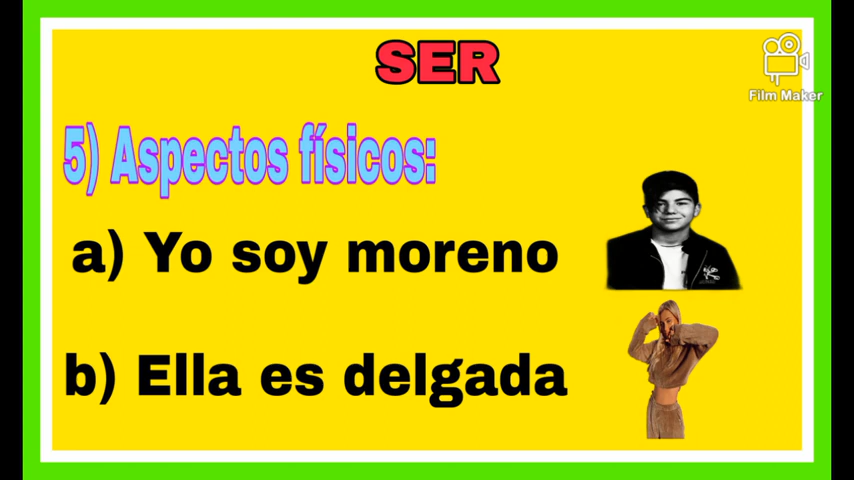 SER
Film Maker
5) Aspectos físicos:
a) Yo soy moreno
b) Ella es delgada